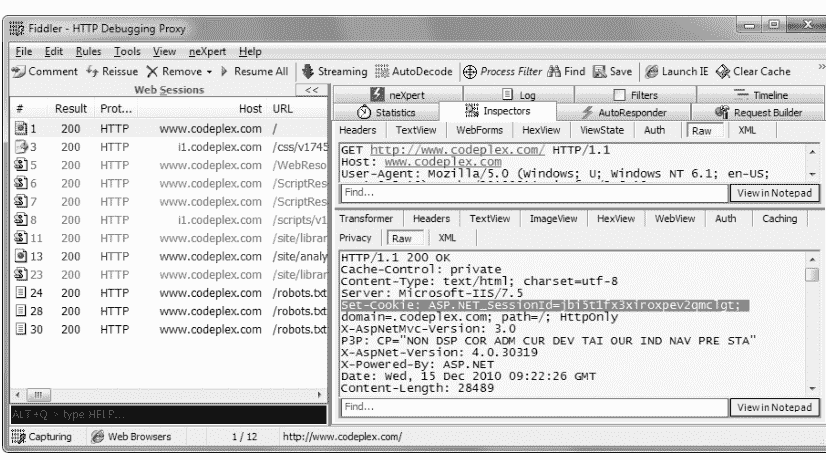 Fiddler - HTTP Debugging Proxy
File Edit Rules Tools View neXpert Help
Comment Reissue Remove Resume All Streaming AutoDecode Process Filter Find Save Launch IE Clear Cache »
Web Sessions <<
# Result Prot... Host URL
1 200 HTTP www.codeplex.com /
3 200 HTTP i1.codeplex.com /css/v1745
5 200 HTTP www.codeplex.com /WebReso
6 200 HTTP www.codeplex.com /ScriptRes
7 200 HTTP www.codeplex.com /ScriptRes
8 200 HTTP i1.codeplex.com /scripts/v1
11 200 HTTP www.codeplex.com /site/librar
13 200 HTTP www.codeplex.com /site/analy
23 200 HTTP www.codeplex.com /site/librar
24 200 HTTP www.codeplex.com /robots.txt
28 200 HTTP www.codeplex.com /robots.txt
30 200 HTTP www.codeplex.com /robots.txt
ALT+Q > type HELP...
neXpert Log Filters Timeline
Statistics Inspectors AutoResponder Request Builder
Headers TextView WebForms HexView ViewState Auth Raw XML
GET http://www.codeplex.com/ HTTP/1.1
Host: www.codeplex.com
User-Agent: Mozilla/5.0 (Windows; U; Windows NT 6.1; en-US;
Find... View in Notepad
Transformer Headers TextView ImageView HexView WebView Auth Caching
Privacy Raw XML
HTTP/1.1 200 OK
Cache-Control: private
Content-Type: text/html; charset=utf-8
Server: Microsoft-IIS/7.5
Set-Cookie: ASP.NET_SessionId=jbi5t1fx3xiroxpev2qmclgt;
domain=.codeplex.com; path=/; HttpOnly
X-AspNetMvc-Version: 3.0
P3P: CP="NON DSP COR ADM CUR DEV TAI OUR IND NAV PRE STA"
X-AspNet-Version: 4.0.30319
X-Powered-By: ASP.NET
Date: Wed, 15 Dec 2010 09:22:26 GMT
Content-Length: 28489
Find... View in Notepad
Capturing Web Browsers 1 / 12 http://www.codeplex.com/